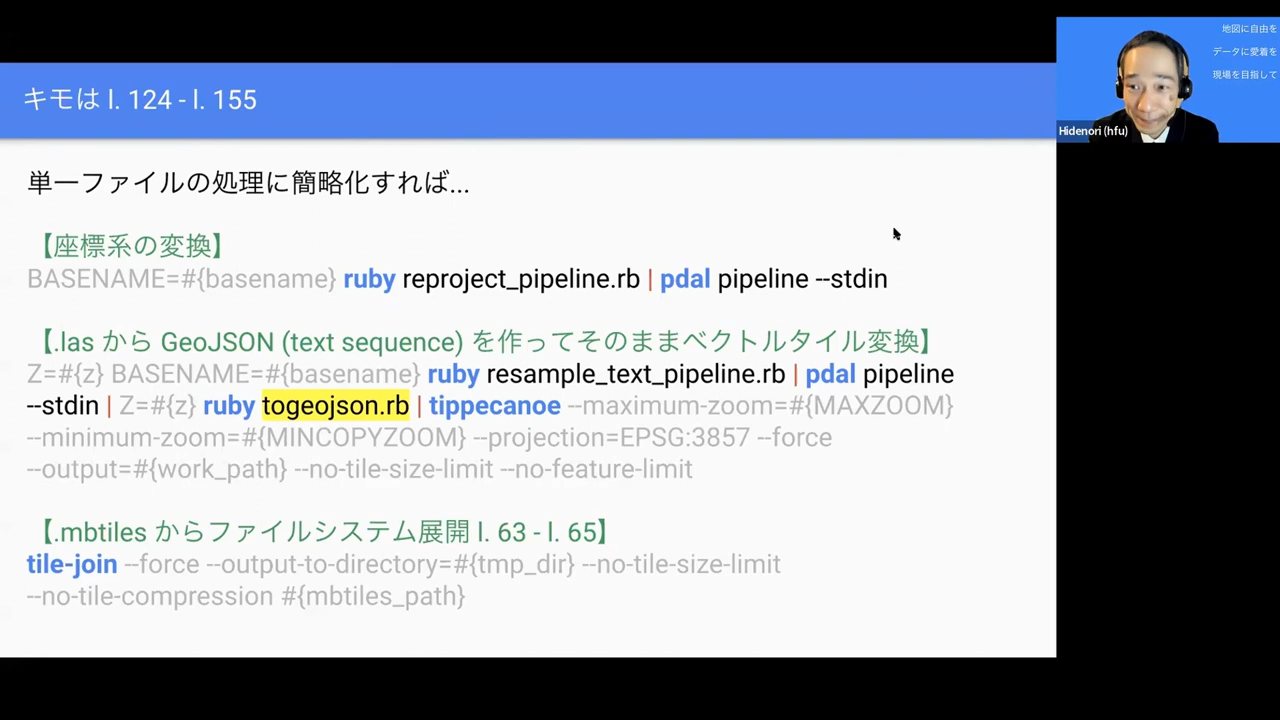 キモは l. 124 - l. 155
単一ファイルの処理に簡略化すれば...
【座標系の変換】
BASENAME=#{basename} ruby reproject_pipeline.rb | pdal pipeline --stdin
【.las から GeoJSON (text sequence) を作ってそのままベクトルタイル変換】
Z=#{z} BASENAME=#{basename} ruby resample_text_pipeline.rb | pdal pipeline
--stdin | Z=#{z} ruby togeojson.rb | tippecanoe --maximum-zoom=#{MAXZOOM}
--minimum-zoom=#{MINCOPYZOOM} --projection=EPSG:3857 --force
--output=#{work_path} --no-tile-size-limit --no-feature-limit
【.mbtiles からファイルシステム展開 l. 63 - l. 65】
tile-join --force --output-to-directory=#{tmp_dir} --no-tile-size-limit
--no-tile-compression #{mbtiles_path}
地図に自由を
データに愛着を
現場を目指して
Hidenori (hfu)